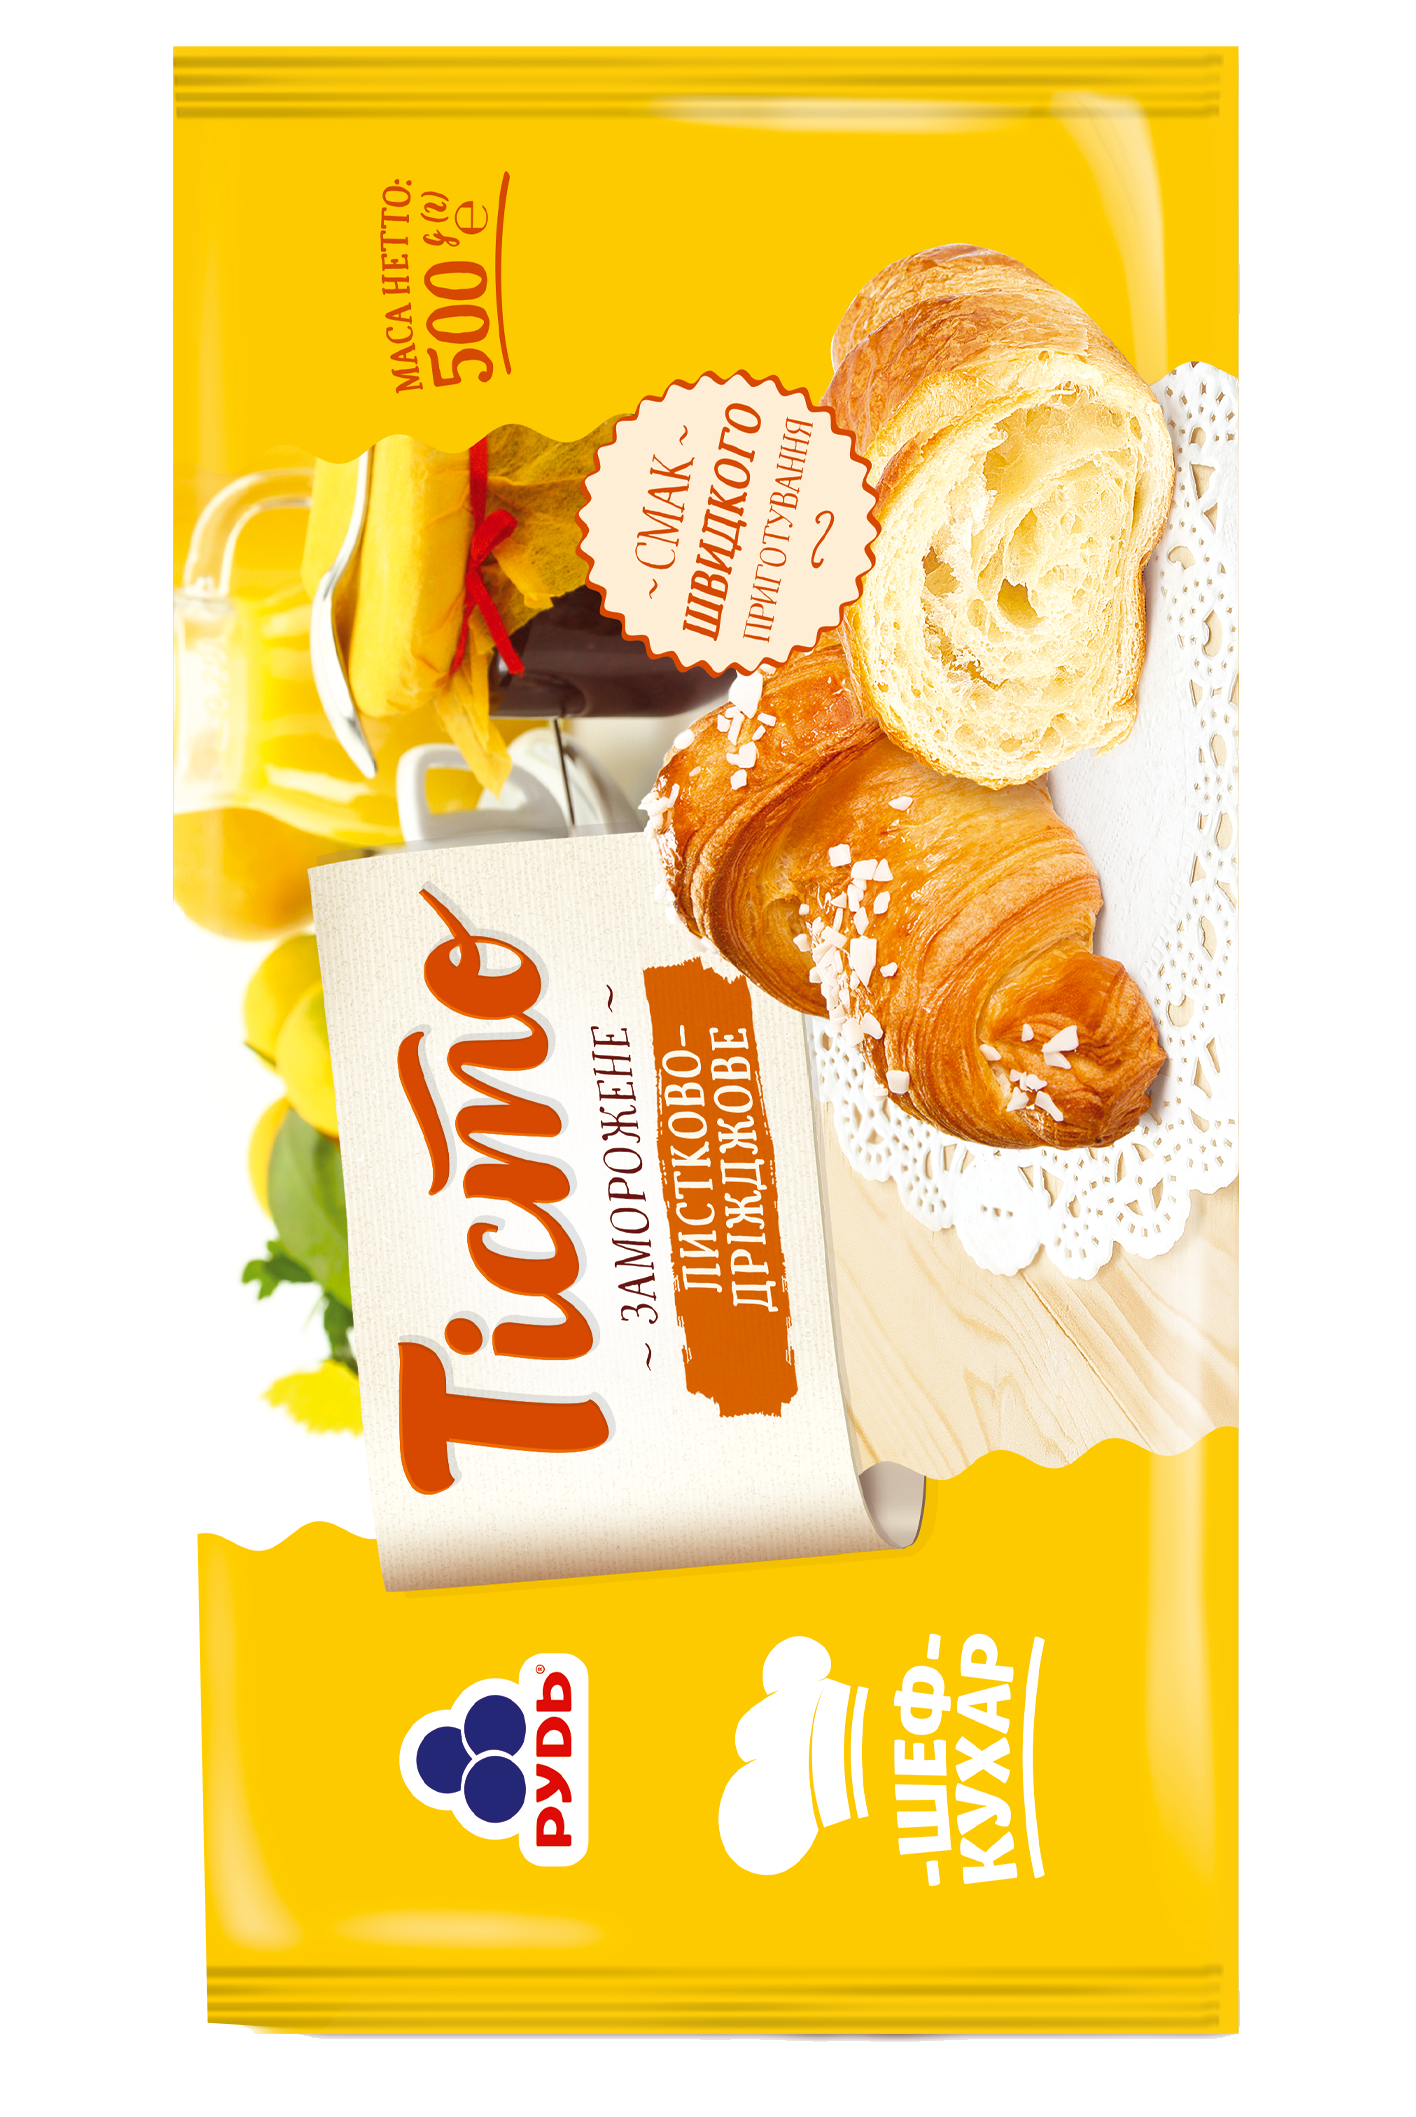 РУДЬ®
-ШЕФ-
КУХАР
Тісто
~ ЗАМОРОЖЕНЕ ~
ЛИСТКОВО-
ДРІЖДЖОВЕ
~ СМАК ~
ШВИДКОГО
ПРИГОТУВАННЯ
МАСА НЕТТО:
500 g (г) e